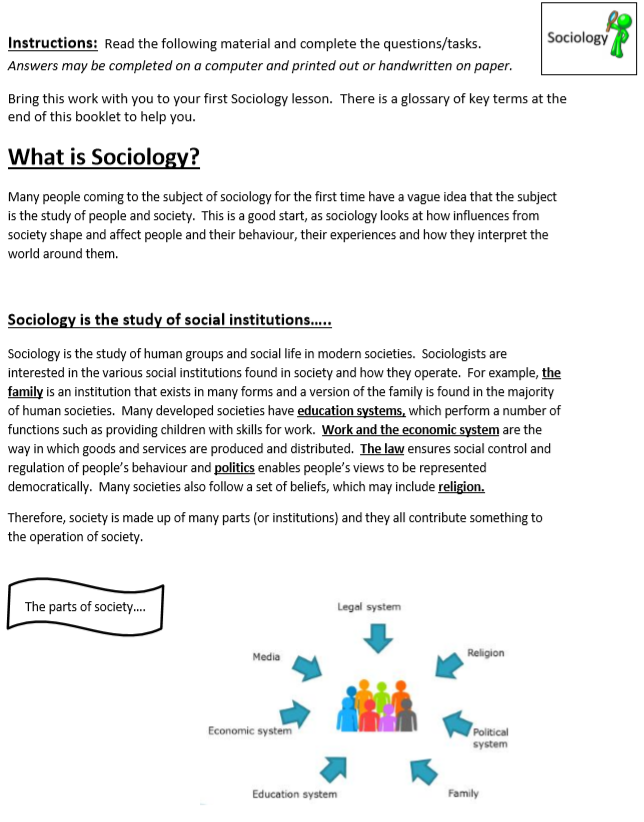 Sociology
Instructions: Read the following material and complete the questions/tasks.
Answers may be completed on a computer and printed out or handwritten on paper.
Bring this work with you to your first Sociology lesson. There is a glossary of key terms at the
end of this booklet to help you.
What is Sociology?
Many people coming to the subject of sociology for the first time have a vague idea that the subject
is the study of people and society. This is a good start, as sociology looks at how influences from
society shape and affect people and their behaviour, their experiences and how they interpret the
world around them.
Sociology is the study of social institutions…..
Sociology is the study of human groups and social life in modern societies. Sociologists are
interested in the various social institutions found in society and how they operate. For example, the
family is an institution that exists in many forms and a version of the family is found in the majority
of human societies. Many developed societies have education systems, which perform a number of
functions such as providing children with skills for work. Work and the economic system are the
way in which goods and services are produced and distributed. The law ensures social control and
regulation of people's behaviour and politics enables people's views to be represented
democratically. Many societies also follow a set of beliefs, which may include religion.
Therefore, society is made up of many parts (or institutions) and they all contribute something to
the operation of society.
The parts of society….
Legal system
Media
Religion
Economic system
Political
system
Education system
Family